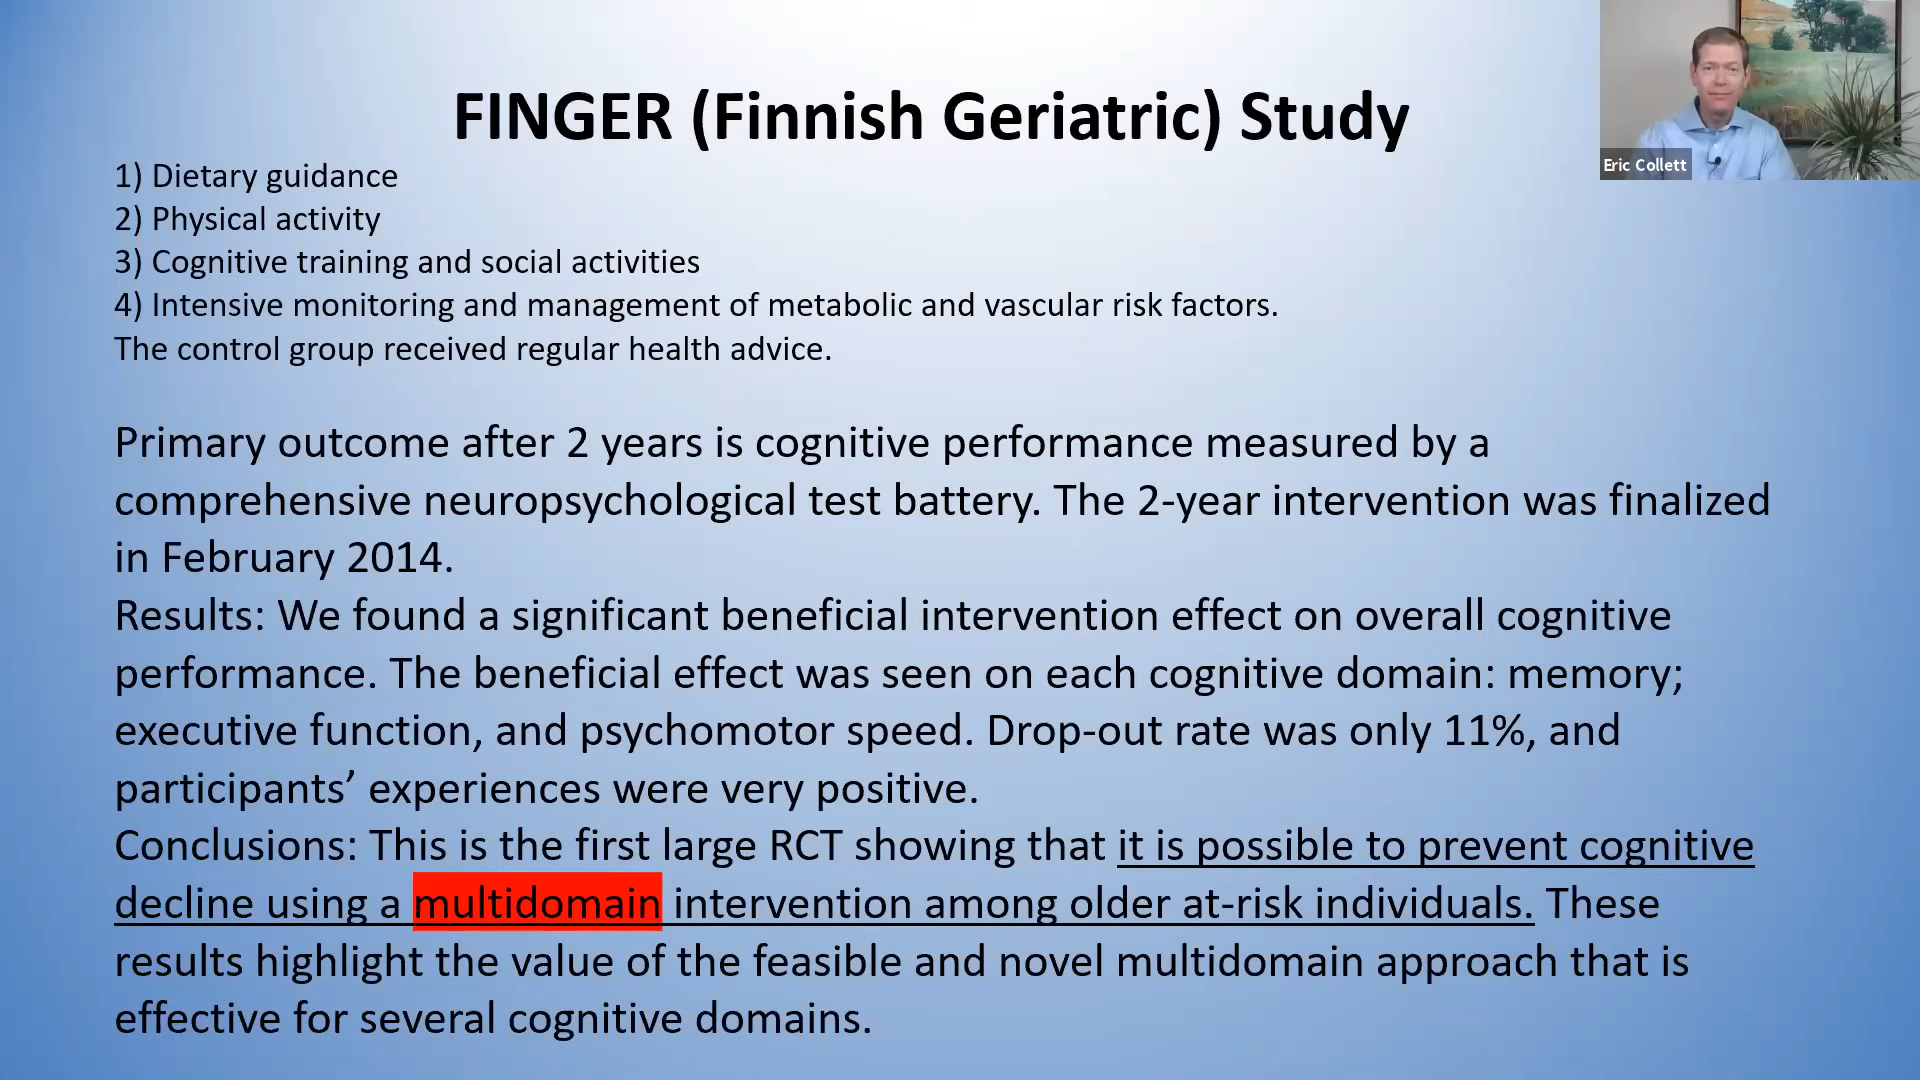 FINGER (Finnish Geriatric) Study
Eric Collett
1) Dietary guidance
2) Physical activity
3) Cognitive training and social activities
4) Intensive monitoring and management of metabolic and vascular risk factors.
The control group received regular health advice.
Primary outcome after 2 years is cognitive performance measured by a
comprehensive neuropsychological test battery. The 2-year intervention was finalized
in February 2014.
Results: We found a significant beneficial intervention effect on overall cognitive
performance. The beneficial effect was seen on each cognitive domain: memory;
executive function, and psychomotor speed. Drop-out rate was only 11%, and
participants’ experiences were very positive.
Conclusions: This is the first large RCT showing that it is possible to prevent cognitive
decline using a multidomain intervention among older at-risk individuals. These
results highlight the value of the feasible and novel multidomain approach that is
effective for several cognitive domains.